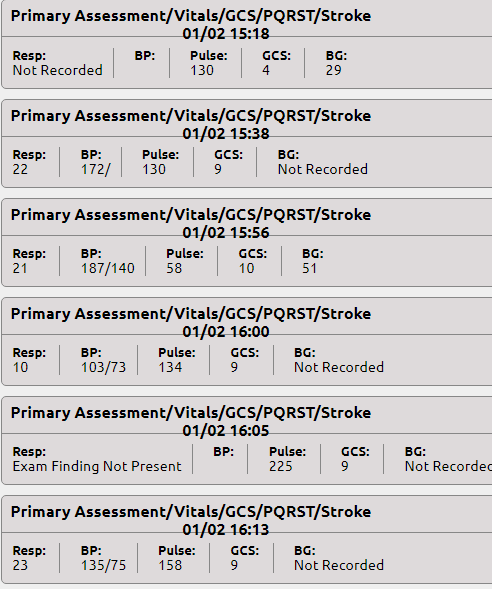 Primary Assessment/Vitals/GCS/PQRST/Stroke
01/02 15:18
Resp: BP: Pulse: GCS: BG:
Not Recorded 130 4 29
Primary Assessment/Vitals/GCS/PQRST/Stroke
01/02 15:38
Resp: BP: Pulse: GCS: BG:
22 172/ 130 9 Not Recorded
Primary Assessment/Vitals/GCS/PQRST/Stroke
01/02 15:56
Resp: BP: Pulse: GCS: BG:
21 187/140 58 10 51
Primary Assessment/Vitals/GCS/PQRST/Stroke
01/02 16:00
Resp: BP: Pulse: GCS: BG:
10 103/73 134 9 Not Recorded
Primary Assessment/Vitals/GCS/PQRST/Stroke
01/02 16:05
Resp: BP: Pulse: GCS: BG:
Exam Finding Not Present 225 9 Not Recorded
Primary Assessment/Vitals/GCS/PQRST/Stroke
01/02 16:13
Resp: BP: Pulse: GCS: BG:
23 135/75 158 9 Not Recorded